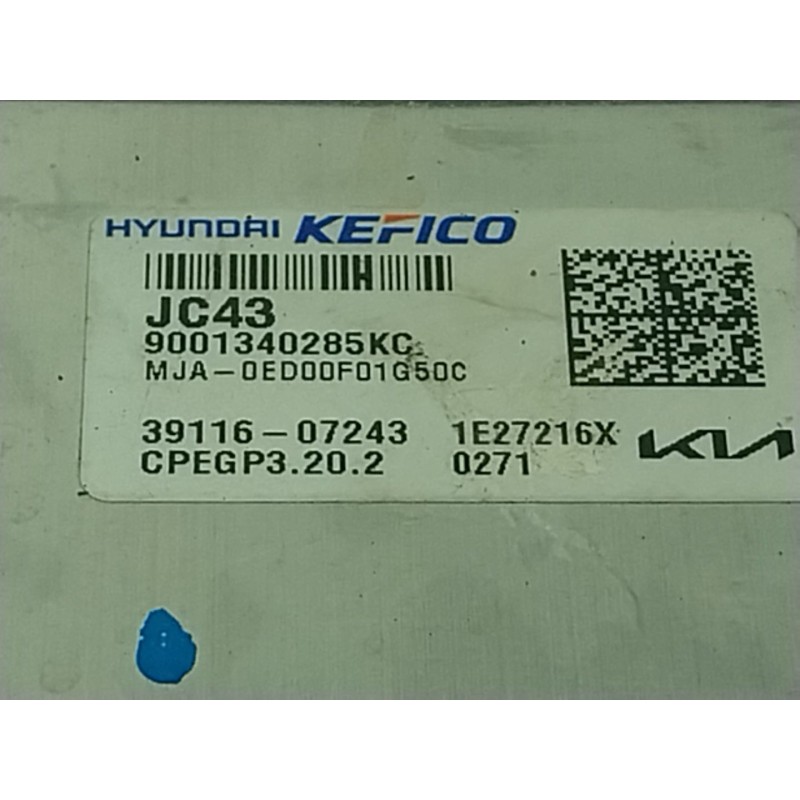 HYUNDAI KEFICO
JC43
9001340285KC
MJA-0ED00F01G50C
39116-07243 1E27216X KIA
CPEGP3.20.2 0271